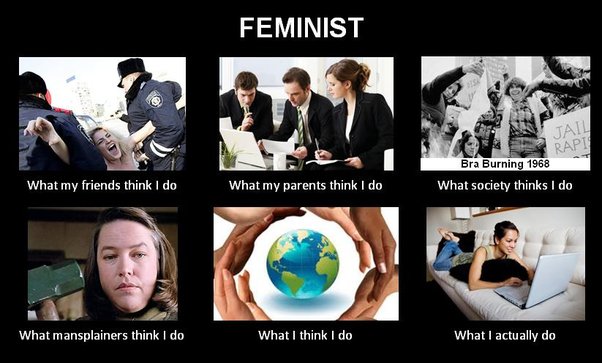 FEMINIST
Bra Burning 1968
What my friends think I do
What my parents think I do
What society thinks I do
What mansplainers think I do
What I think I do
What I actually do